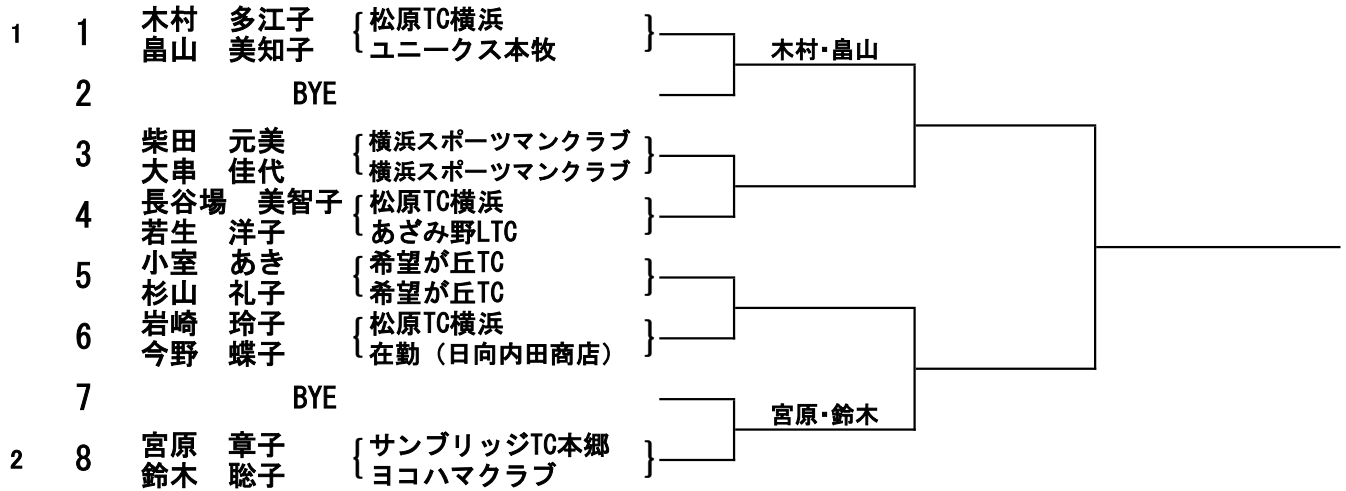 1 1 木村 多江子 松原TC横浜
畠山 美知子 ユニークス本牧
木村・畠山
2 BYE
3 柴田 元美 横浜スポーツマンクラブ
大串 佳代 横浜スポーツマンクラブ
4 長谷場 美智子 松原TC横浜
若生 洋子 あざみ野LTC
5 小室 あき 希望が丘TC
杉山 礼子 希望が丘TC
6 岩崎 玲子 松原TC横浜
今野 蝶子 在勤（日向内田商店）
7 BYE
宮原・鈴木
2 8 宮原 章子 サンブリッジTC本郷
鈴木 聡子 ヨコハマクラブ